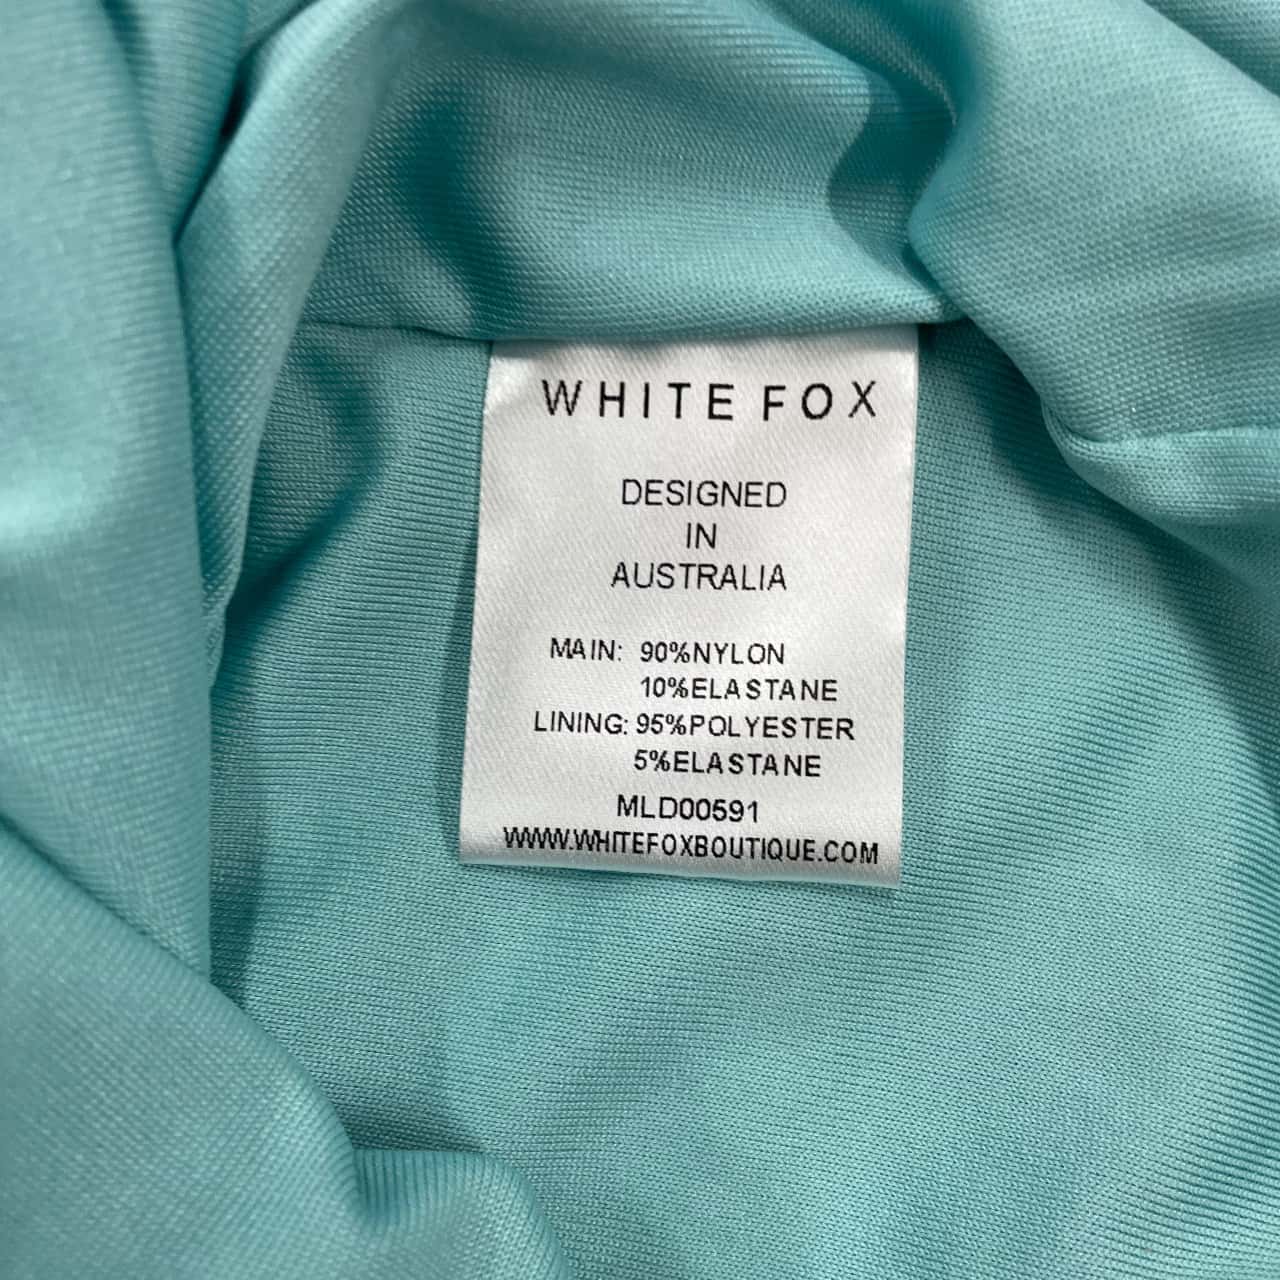 WHITE FOX
DESIGNED
IN
AUSTRALIA
MAIN: 90%NYLON
10%ELASTANE
LINING: 95%POLYESTER
5%ELASTANE
MLD00591
WWW.WHITEFOXBOUTIQUE.COM